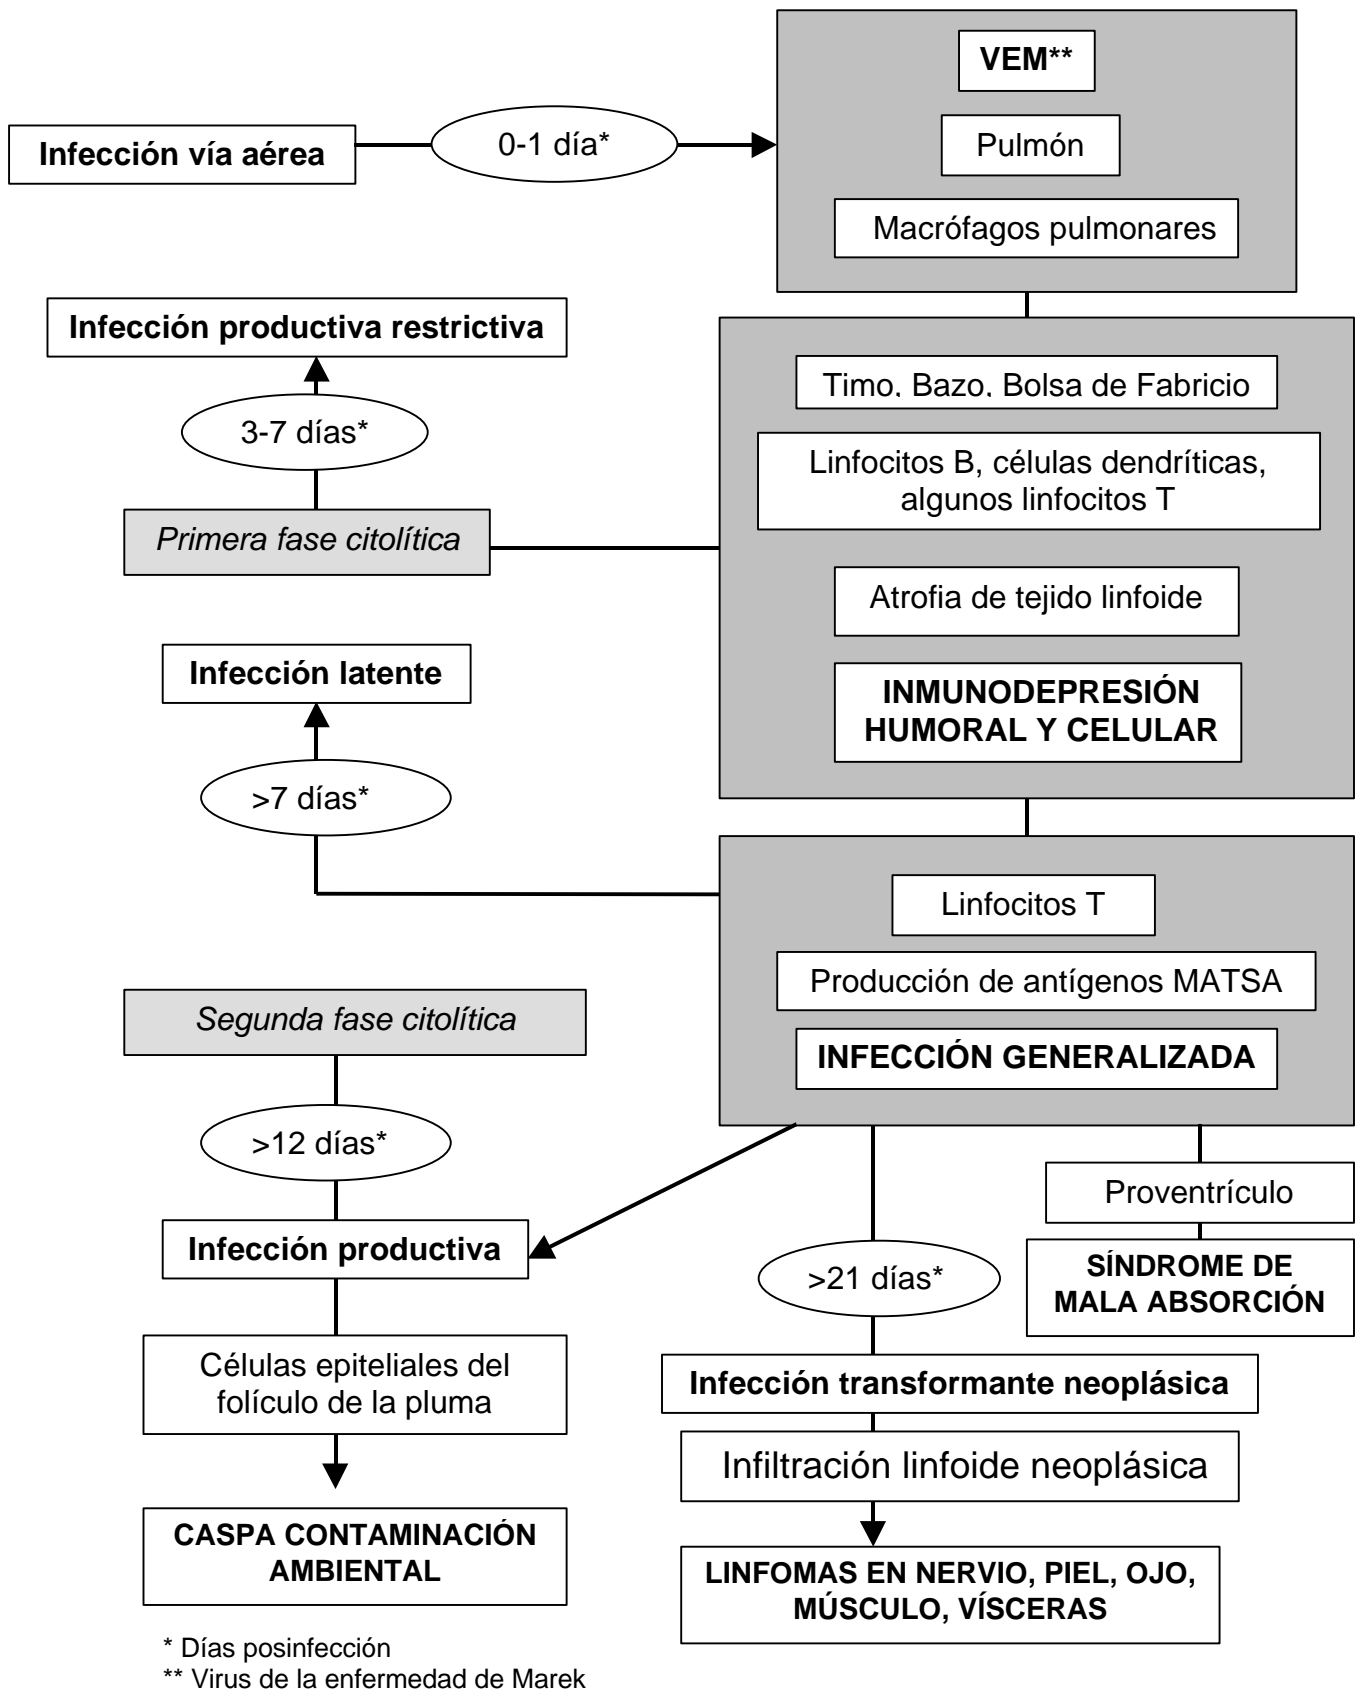 VEM**
Infección vía aérea
0-1 día*
Pulmón
Macrófagos pulmonares
Infección productiva restrictiva
3-7 días*
Primera fase citolítica
Timo, Bazo, Bolsa de Fabricio
Linfocitos B, células dendríticas,
algunos linfocitos T
Atrofia de tejido linfoide
INMUNODEPRESIÓN
HUMORAL Y CELULAR
Infección latente
>7 días*
Linfocitos T
Producción de antígenos MATSA
INFECCIÓN GENERALIZADA
Segunda fase citolítica
>12 días*
Infección productiva
Células epiteliales del
folículo de la pluma
CASPA CONTAMINACIÓN
AMBIENTAL
>21 días*
Infección transformante neoplásica
Infiltración linfoide neoplásica
LINFOMAS EN NERVIO, PIEL, OJO,
MÚSCULO, VÍSCERAS
Proventrículo
SÍNDROME DE
MALA ABSORCIÓN
* Días posinfección
** Virus de la enfermedad de Marek